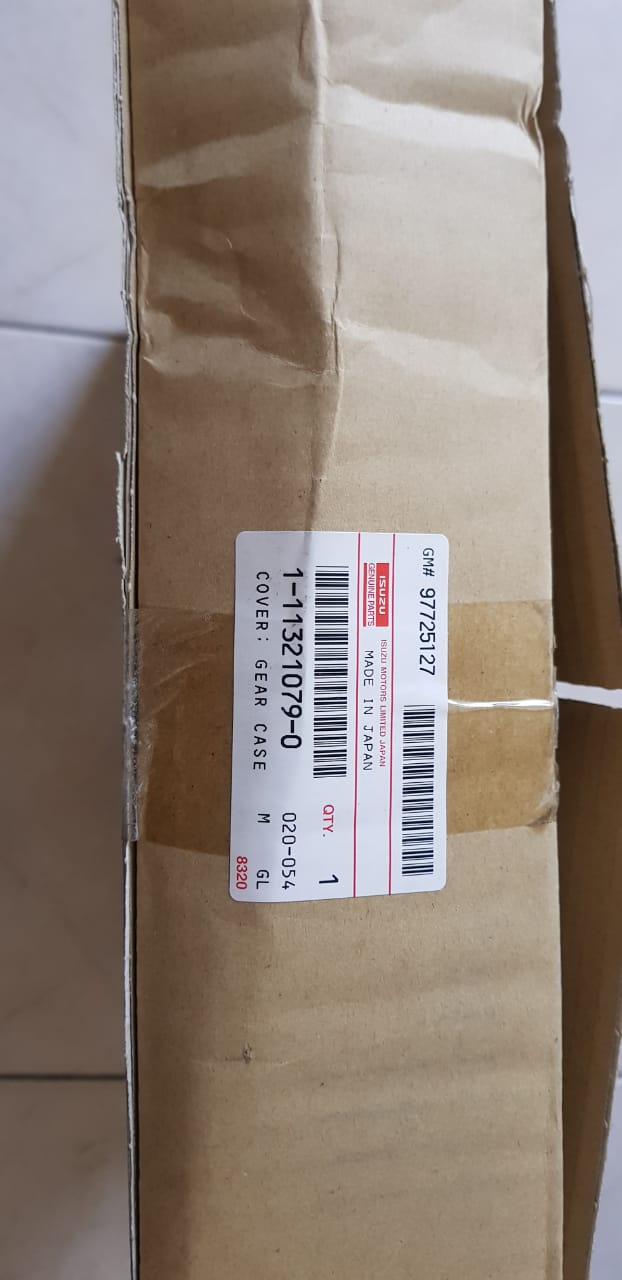 GM# 97725127
ISUZU
GENUINE PARTS
ISUZU MOTORS LIMITED JAPAN
MADE IN JAPAN
QTY. 1
1-11321079-0
020-054
COVER; GEAR CASE M GL
8320